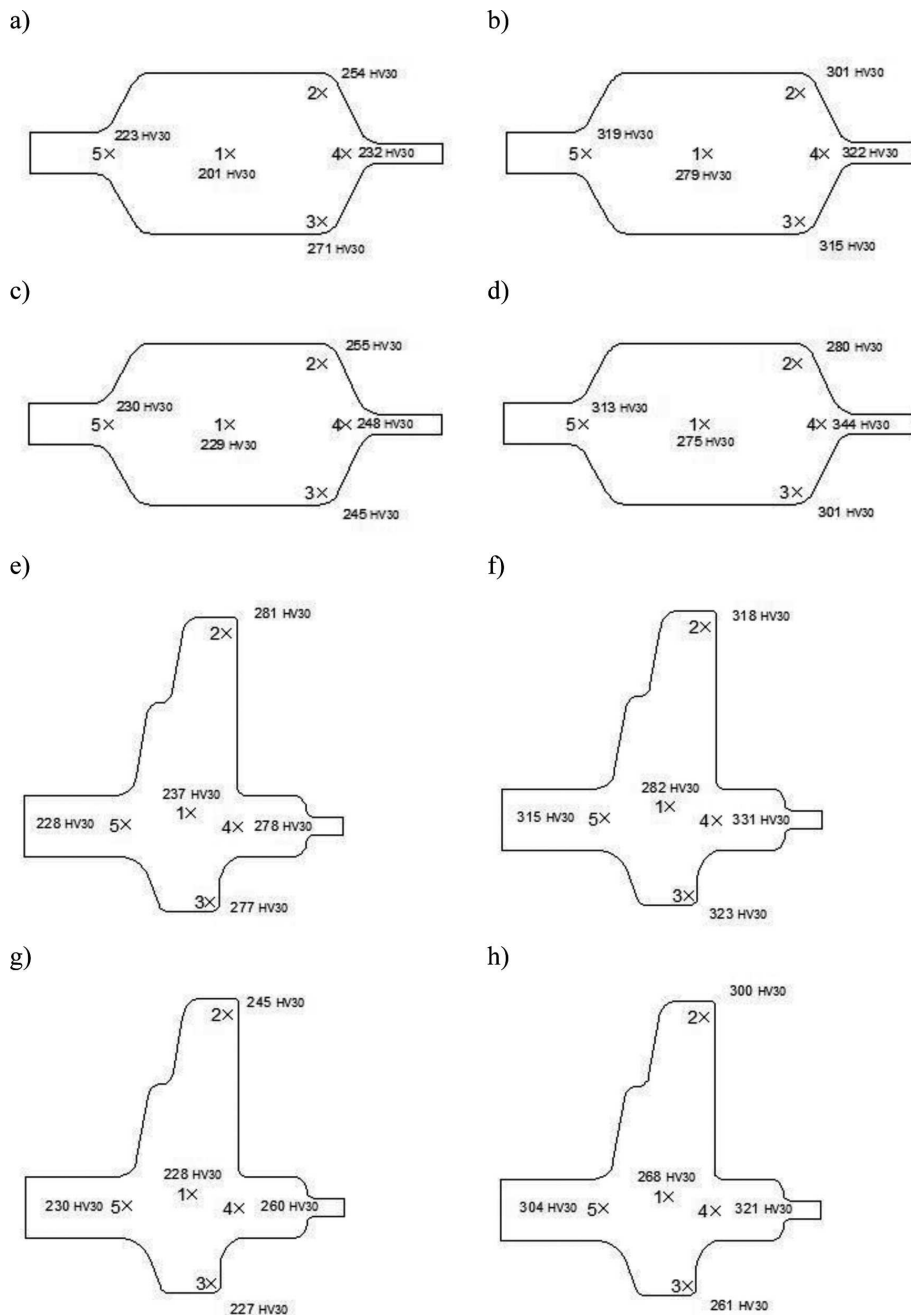 a)
254 HV30
2
223 HV30
5
1
4
232 HV30
201 HV30
3
271 HV30
b)
301 HV30
2
319 HV30
5
1
4
322 HV30
279 HV30
3
315 HV30
c)
255 HV30
2
230 HV30
5
1
4
248 HV30
229 HV30
3
245 HV30
d)
280 HV30
2
313 HV30
5
1
4
344 HV30
275 HV30
3
301 HV30
e)
281 HV30
2
237 HV30
1
228 HV30
5
4
278 HV30
3
277 HV30
f)
318 HV30
2
282 HV30
1
315 HV30
5
4
331 HV30
3
323 HV30
g)
245 HV30
2
228 HV30
1
230 HV30
5
4
260 HV30
3
227 HV30
h)
300 HV30
2
268 HV30
1
304 HV30
5
4
321 HV30
3
261 HV30